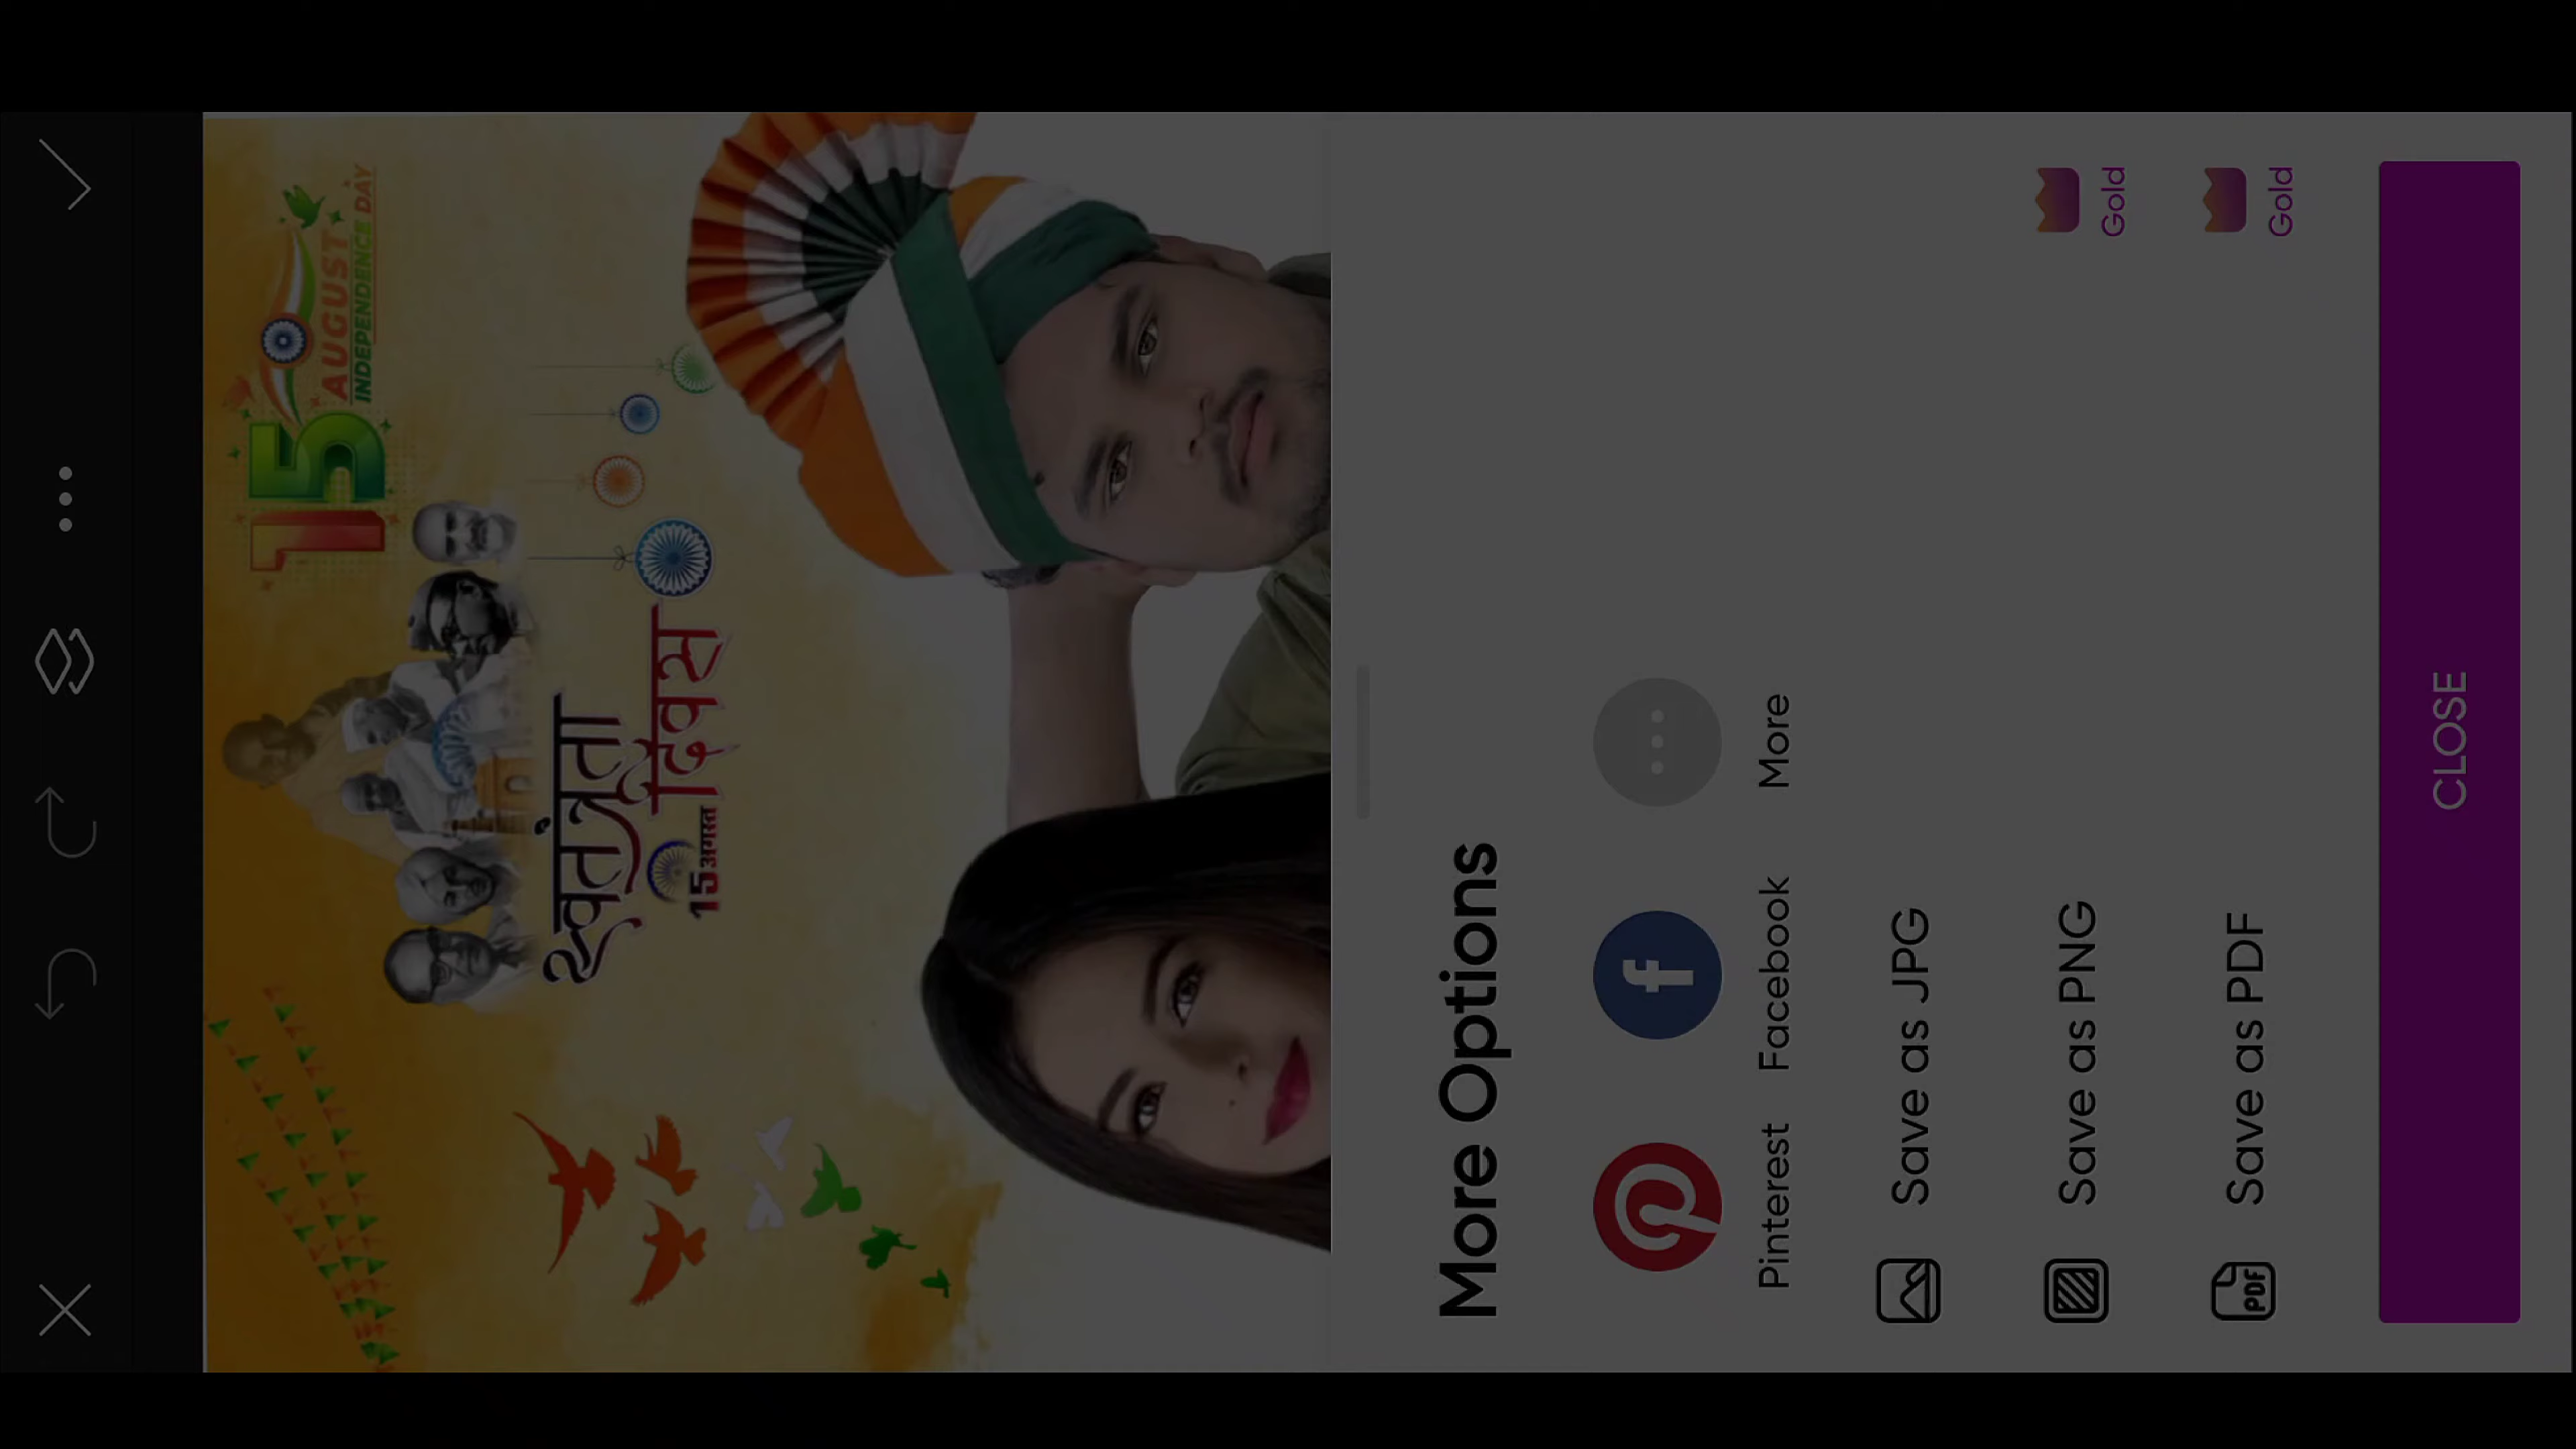 15
AUGUST
INDEPENDENCE DAY
स्वतंत्रता
दिवस
15 अगस्त
More Options
Pinterest
Facebook
More
Save as JPG
Save as PNG
Gold
Save as PDF
PDF
Gold
CLOSE